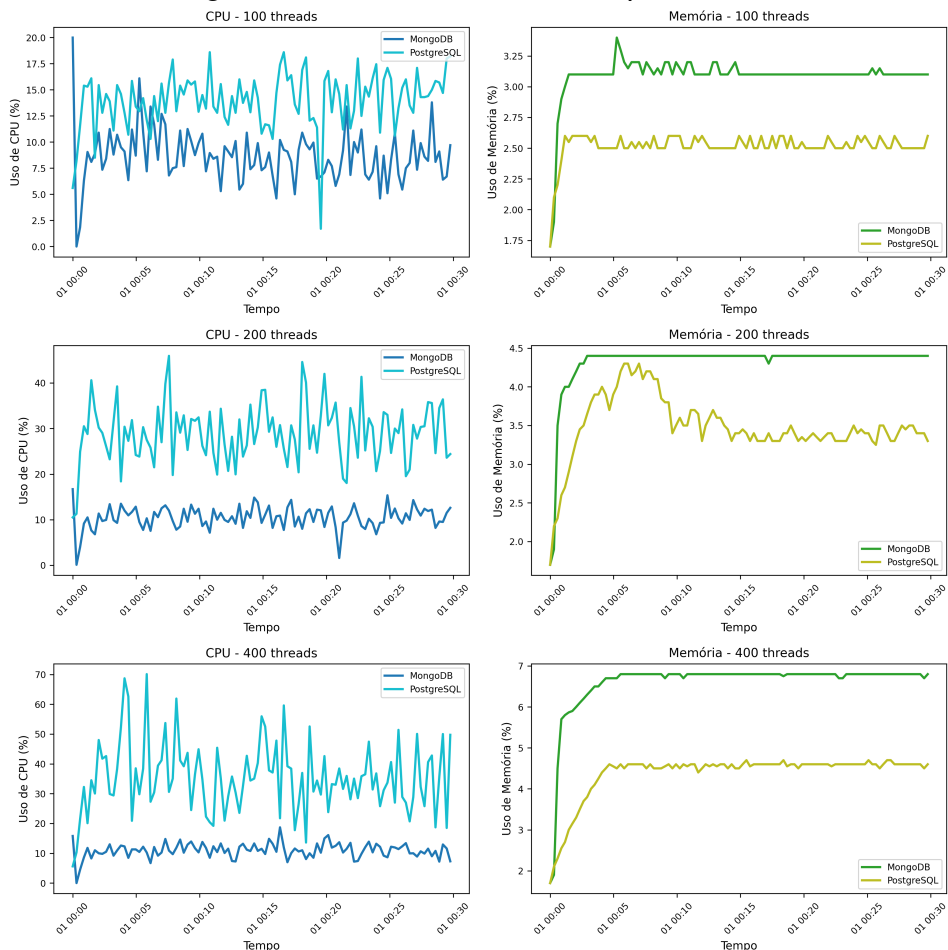 CPU - 100 threads
Uso de CPU (%)
20.0
17.5
15.0
12.5
10.0
7.5
5.0
2.5
0.0
MongoDB
PostgreSQL
01 00:00
01 00:05
01 00:10
01 00:15
01 00:20
01 00:25
01 00:30
Tempo
Memória - 100 threads
Uso de Memória (%)
3.25
3.00
2.75
2.50
2.25
2.00
1.75
MongoDB
PostgreSQL
01 00:00
01 00:05
01 00:10
01 00:15
01 00:20
01 00:25
01 00:30
Tempo
CPU - 200 threads
Uso de CPU (%)
40
30
20
10
0
MongoDB
PostgreSQL
01 00:00
01 00:05
01 00:10
01 00:15
01 00:20
01 00:25
01 00:30
Tempo
Memória - 200 threads
Uso de Memória (%)
4.5
4.0
3.5
3.0
2.5
2.0
MongoDB
PostgreSQL
01 00:00
01 00:05
01 00:10
01 00:15
01 00:20
01 00:25
01 00:30
Tempo
CPU - 400 threads
Uso de CPU (%)
70
60
50
40
30
20
10
0
MongoDB
PostgreSQL
01 00:00
01 00:05
01 00:10
01 00:15
01 00:20
01 00:25
01 00:30
Tempo
Memória - 400 threads
Uso de Memória (%)
7
6
5
4
3
2
MongoDB
PostgreSQL
01 00:00
01 00:05
01 00:10
01 00:15
01 00:20
01 00:25
01 00:30
Tempo